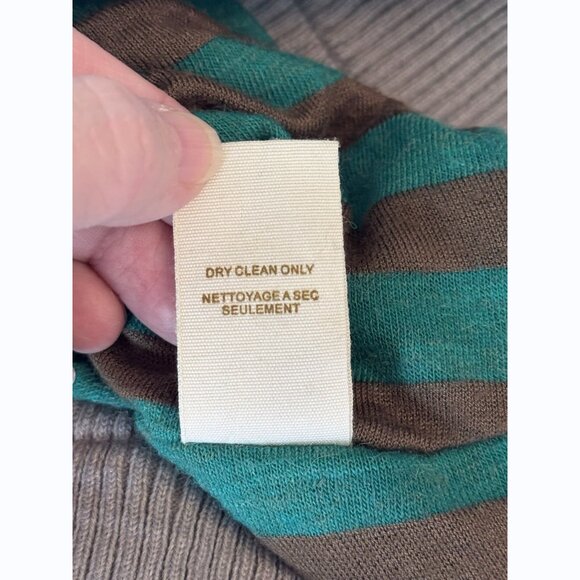 DRY CLEAN ONLY
NETTOYAGE A SEC
SEULEMENT